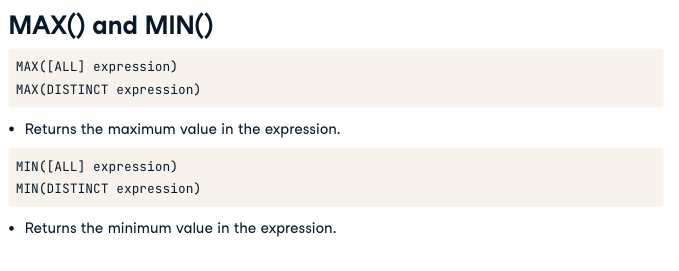 MAX() and MIN()
MAX([ALL] expression)
MAX(DISTINCT expression)
• Returns the maximum value in the expression.
MIN([ALL] expression)
MIN(DISTINCT expression)
• Returns the minimum value in the expression.